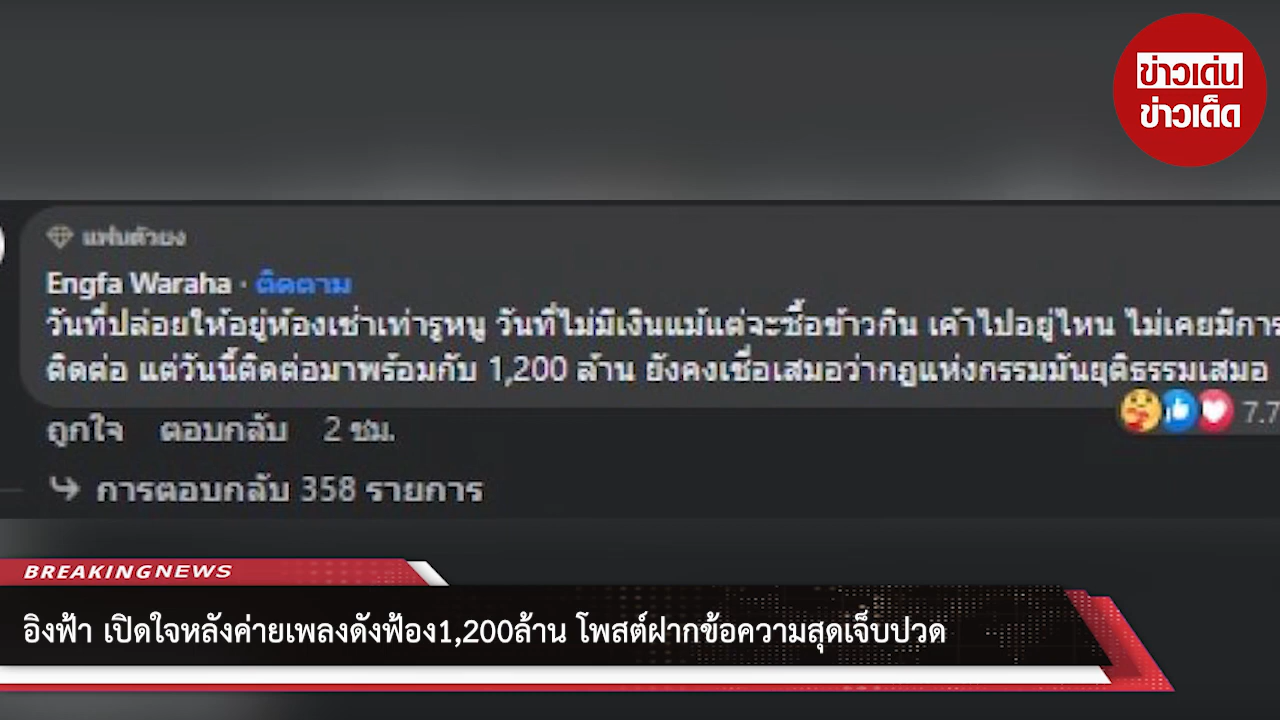 ข่าวเด่น
ข่าวเด็ด
แฟนตัวยง
Engfa Waraha · ติดตาม
วันที่ปล่อยให้อยู่ห้องเช่าเท่ารูหนู วันที่ไม่มีเงินแม้แต่จะซื้อข้าวกิน เค้าไปอยู่ไหน ไม่เคยมีการ
ติดต่อ แต่วันนี้ติดต่อมาพร้อมกับ 1,200 ล้าน ยังคงเชื่อเสมอว่ากฎแห่งกรรมมันยุติธรรมเสมอ
7.7
ถูกใจ ตอบกลับ 2 ชม.
การตอบกลับ 358 รายการ
BREAKINGNEWS
อิงฟ้า เปิดใจหลังค่ายเพลงดังฟ้อง1,200ล้าน โพสต์ฝากข้อความสุดเจ็บปวด